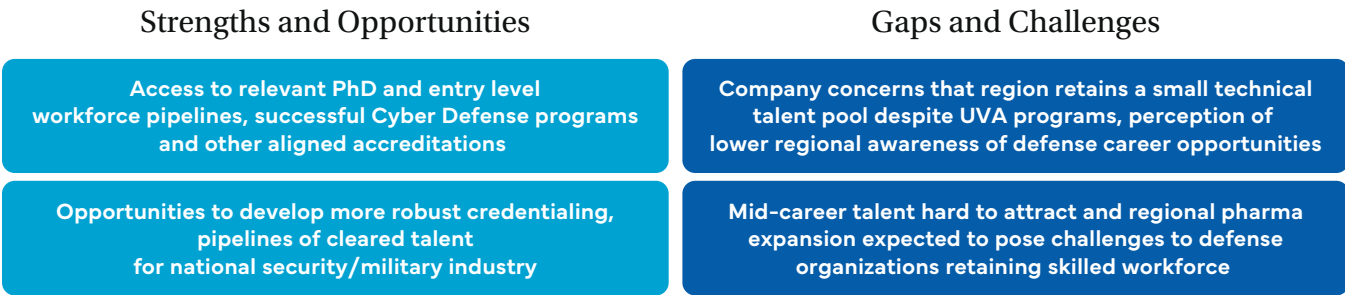 Strengths and Opportunities
Access to relevant PhD and entry level
workforce pipelines, successful Cyber Defense programs
and other aligned accreditations
Opportunities to develop more robust credentialing,
pipelines of cleared talent
for national security/military industry
Gaps and Challenges
Company concerns that region retains a small technical
talent pool despite UVA programs, perception of
lower regional awareness of defense career opportunities
Mid-career talent hard to attract and regional pharma
expansion expected to pose challenges to defense
organizations retaining skilled workforce